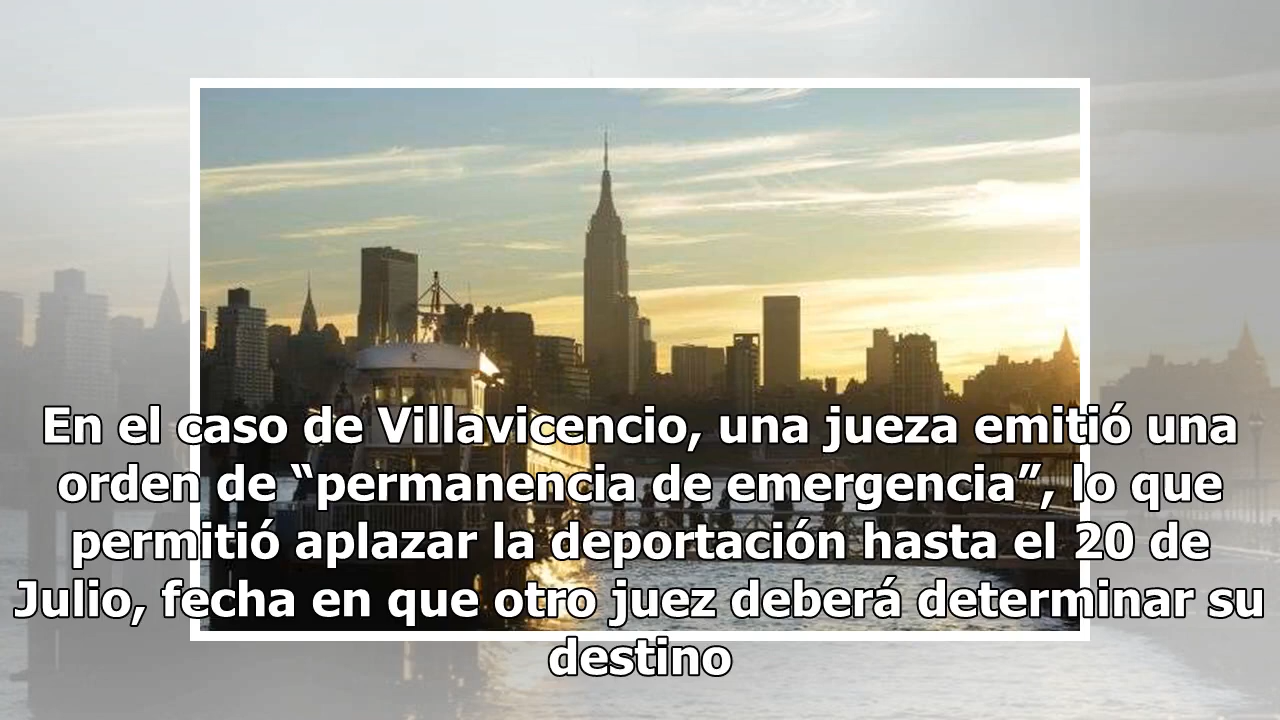 En el caso de Villavicencio, una jueza emitió una
orden de “permanencia de emergencia”, lo que
permitió aplazar la deportación hasta el 20 de
Julio, fecha en que otro juez deberá determinar su
destino